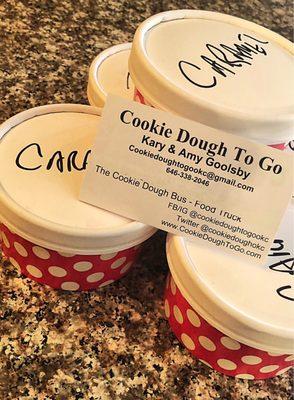 CARAMEL
Cookie Dough To Go
Kary & Amy Goolsby
Cookiedoughtogookc@gmail.com
646-338-2046
The Cookie Dough Bus - Food Truck
FB/IG @cookiedoughtogookc
Twitter @cookiedoughokc
www.CookieDoughToGo.com
CAR